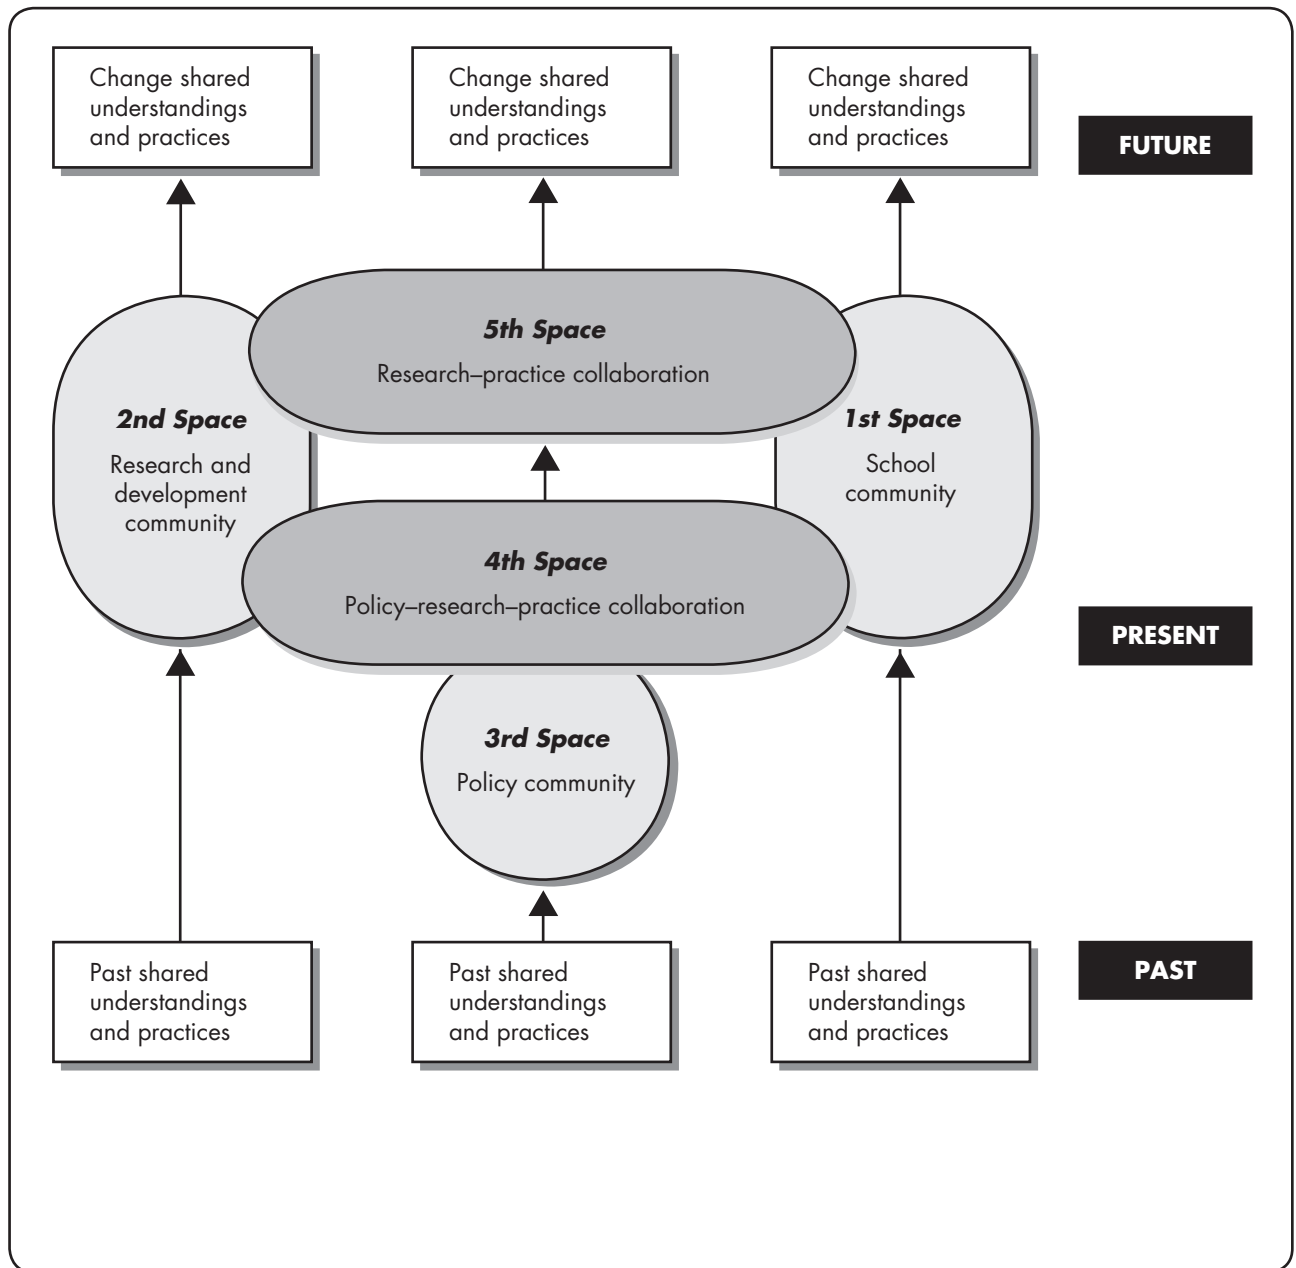 Change shared
understandings
and practices
Change shared
understandings
and practices
Change shared
understandings
and practices
FUTURE
5th Space
Research–practice collaboration
2nd Space
Research and
development
community
1st Space
School
community
4th Space
Policy–research–practice collaboration
PRESENT
3rd Space
Policy community
Past shared
understandings
and practices
Past shared
understandings
and practices
Past shared
understandings
and practices
PAST